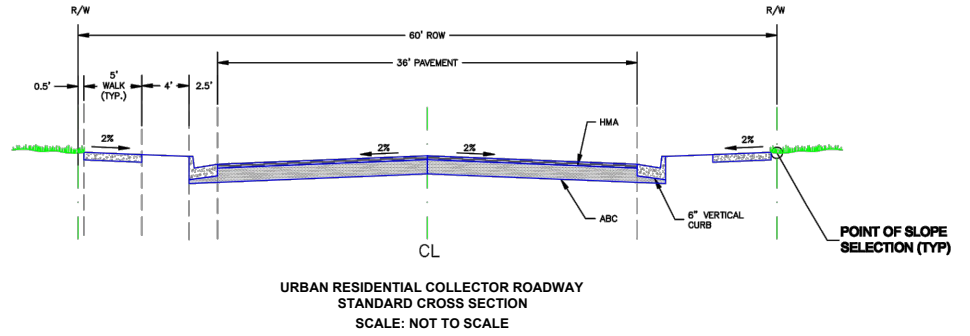 R/W
R/W
60' ROW
36' PAVEMENT
0.5'
5'
WALK
(TYP.)
4'
2.5'
HMA
2%
2%
2%
2%
ABC
6" VERTICAL
CURB
POINT OF SLOPE
SELECTION (TYP)
CL
URBAN RESIDENTIAL COLLECTOR ROADWAY
STANDARD CROSS SECTION
SCALE: NOT TO SCALE